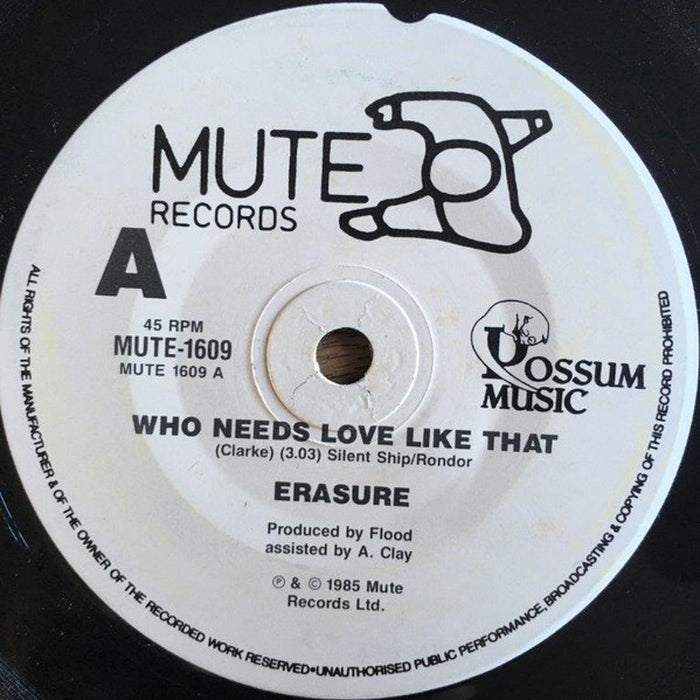 MUTE
RECORDS
A
45 RPM
MUTE-1609
MUTE 1609 A
POSSUM
MUSIC
WHO NEEDS LOVE LIKE THAT
(Clarke) (3.03) Silent Ship/Rondor
ERASURE
Produced by Flood
assisted by A. Clay
℗ & © 1985 Mute
Records Ltd.
ALL RIGHTS OF THE MANUFACTURER & OF THE OWNER OF THE RECORDED WORK RESERVED•UNAUTHORISED PUBLIC PERFORMANCE, BROADCASTING & COPYING OF THIS RECORD PROHIBITED